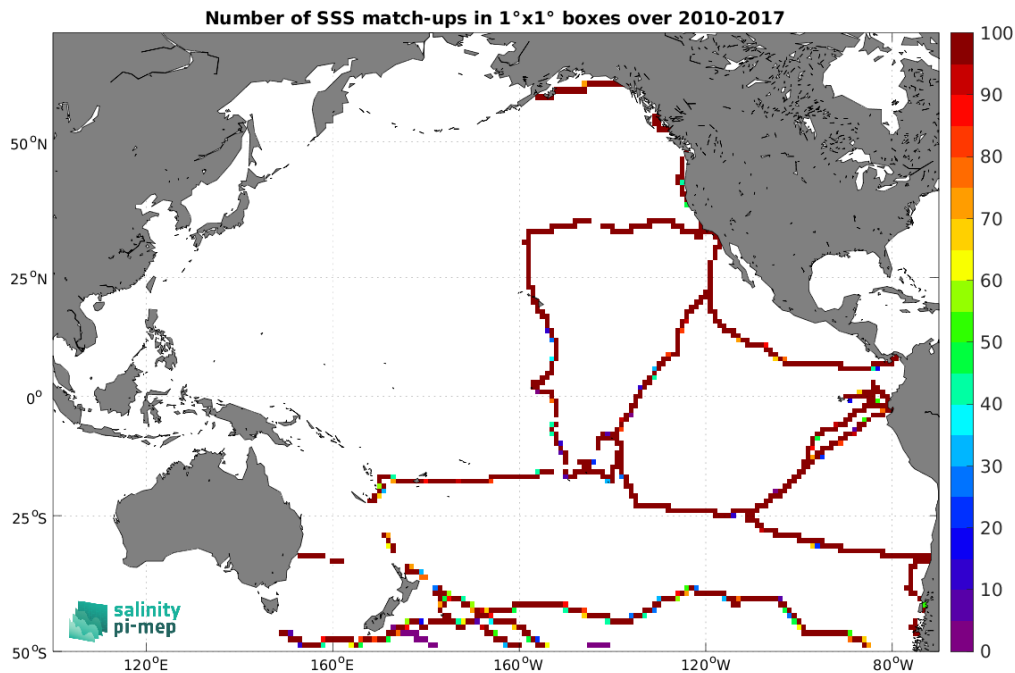 Number of SSS match-ups in 1°x1° boxes over 2010-2017
100
90
80
70
60
50
40
30
20
10
0
50°N
25°N
0°
25°S
50°S
120°E
160°E
160°W
120°W
80°W
salinity
pi-mep